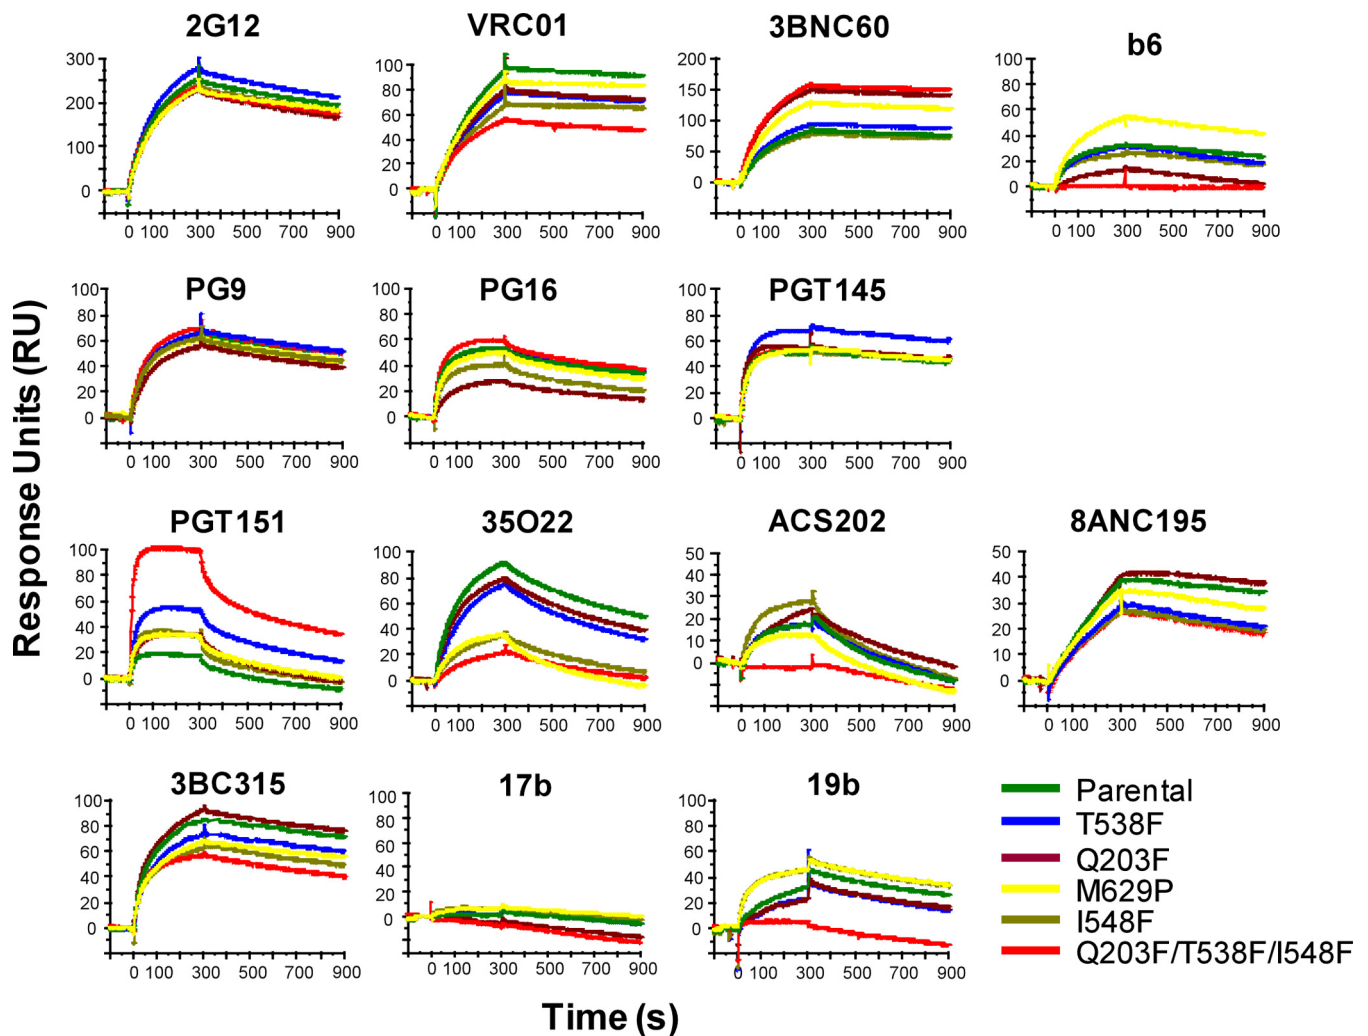 2G12
VRC01
3BNC60
b6
300
200
100
0
0 100 300 500 700 900
100
80
60
40
20
0
0 100 300 500 700 900
200
150
100
50
0
0 100 300 500 700 900
100
80
60
40
20
0
0 100 300 500 700 900
PG9
PG16
PGT145
100
80
60
40
20
0
0 100 300 500 700 900
100
80
60
40
20
0
0 100 300 500 700 900
100
80
60
40
20
0
0 100 300 500 700 900
Response Units (RU)
PGT151
35O22
ACS202
8ANC195
100
80
60
40
20
0
0 100 300 500 700 900
100
80
60
40
20
0
0 100 300 500 700 900
50
40
30
20
10
0
0 100 300 500 700 900
50
40
30
20
10
0
0 100 300 500 700 900
3BC315
17b
19b
100
80
60
40
20
0
0 100 300 500 700 900
100
80
60
40
20
0
0 100 300 500 700 900
100
80
60
40
20
0
0 100 300 500 700 900
Parental
T538F
Q203F
M629P
I548F
Q203F/T538F/I548F
Time (s)